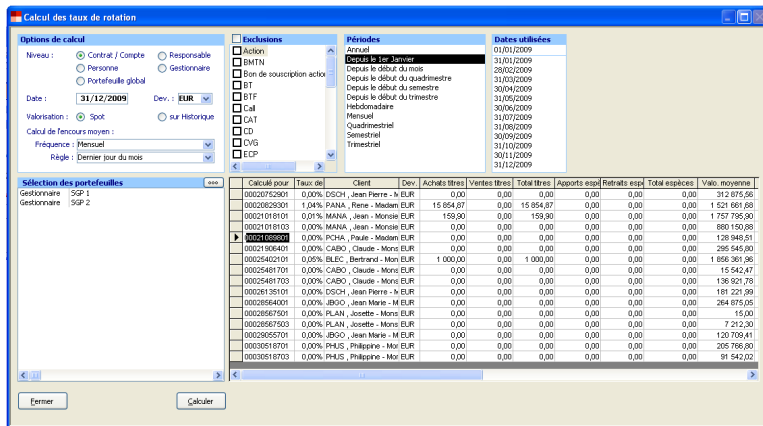 Calcul des taux de rotation
Options de calcul
Niveau :
Contrat / Compte
Responsable
Personne
Gestionnaire
Portefeuille global
Date :
31/12/2009
Dev. :
EUR
Valorisation :
Spot
sur Historique
Calcul de l'encours moyen :
Fréquence :
Mensuel
Règle :
Dernier jour du mois
Exclusions
Action
BMTN
Bon de souscription action
BT
BTF
Call
CAT
CD
CVG
ECP
Périodes
Annuel
Depuis le 1er Janvier
Depuis le début du mois
Depuis le début du quadrimestre
Depuis le début du semestre
Depuis le début du trimestre
Hebdomadaire
Mensuel
Quadrimestriel
Semestriel
Trimestriel
Dates utilisées
01/01/2009
31/01/2009
28/02/2009
31/03/2009
30/04/2009
31/05/2009
30/06/2009
31/07/2009
31/08/2009
30/09/2009
31/10/2009
30/11/2009
31/12/2009
Sélection des portefeuilles
Gestionnaire SGP 1
Gestionnaire SGP 2
Calculé pour Taux de Client Dev. Achats titres Ventes titres Total titres Apports espè Retraits espè Total espèces Valo. moyenne
00020752901 0,00% DSCH , Jean Pierre - M EUR 0,00 0,00 0,00 0,00 0,00 0,00 312 875,56
00020829301 1,04% PANA , Rene - Madam EUR 15 854,87 0,00 15 854,87 0,00 0,00 0,00 1 521 661,68
00021018101 0,01% MANA , Jean - Monsie EUR 159,90 0,00 159,90 0,00 0,00 0,00 1 757 795,90
00021018103 0,00% MANA , Jean - Monsie EUR 0,00 0,00 0,00 0,00 0,00 0,00 880 150,88
00021089801 0,00% PCHA , Paule - Madam EUR 0,00 0,00 0,00 0,00 0,00 0,00 128 948,51
00021906401 0,00% CABO , Claude - Mons EUR 0,00 0,00 0,00 0,00 0,00 0,00 295 545,80
00025402101 0,05% BLEC , Bertrand - Mon EUR 1 000,00 0,00 1 000,00 0,00 0,00 0,00 1 856 361,96
00025481701 0,00% CABO , Claude - Mons EUR 0,00 0,00 0,00 0,00 0,00 0,00 15 542,47
00025481703 0,00% CABO , Claude - Mons EUR 0,00 0,00 0,00 0,00 0,00 0,00 136 921,78
00026135101 0,00% DSCH , Jean Pierre - M EUR 0,00 0,00 0,00 0,00 0,00 0,00 181 221,99
00028564001 0,00% JBGO , Jean Marie - M EUR 0,00 0,00 0,00 0,00 0,00 0,00 264 875,05
00028567501 0,00% PLAN , Josette - Mons EUR 0,00 0,00 0,00 0,00 0,00 0,00 15,00
00028567503 0,00% PLAN , Josette - Mons EUR 0,00 0,00 0,00 0,00 0,00 0,00 7 212,30
00029055701 0,00% JBGO , Jean Marie - M EUR 0,00 0,00 0,00 0,00 0,00 0,00 120 709,41
00030518701 0,00% PHUS , Philippine - Mor EUR 0,00 0,00 0,00 0,00 0,00 0,00 205 766,80
00030518703 0,00% PHUS , Philippine - Mor EUR 0,00 0,00 0,00 0,00 0,00 0,00 91 542,02
Fermer
Calculer